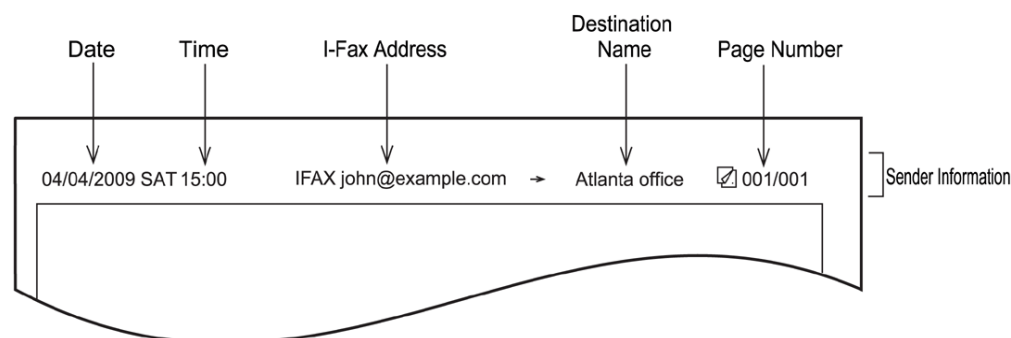 Date Time I-Fax Address Destination Name Page Number
04/04/2009 SAT 15:00 IFAX john@example.com → Atlanta office 001/001
Sender Information